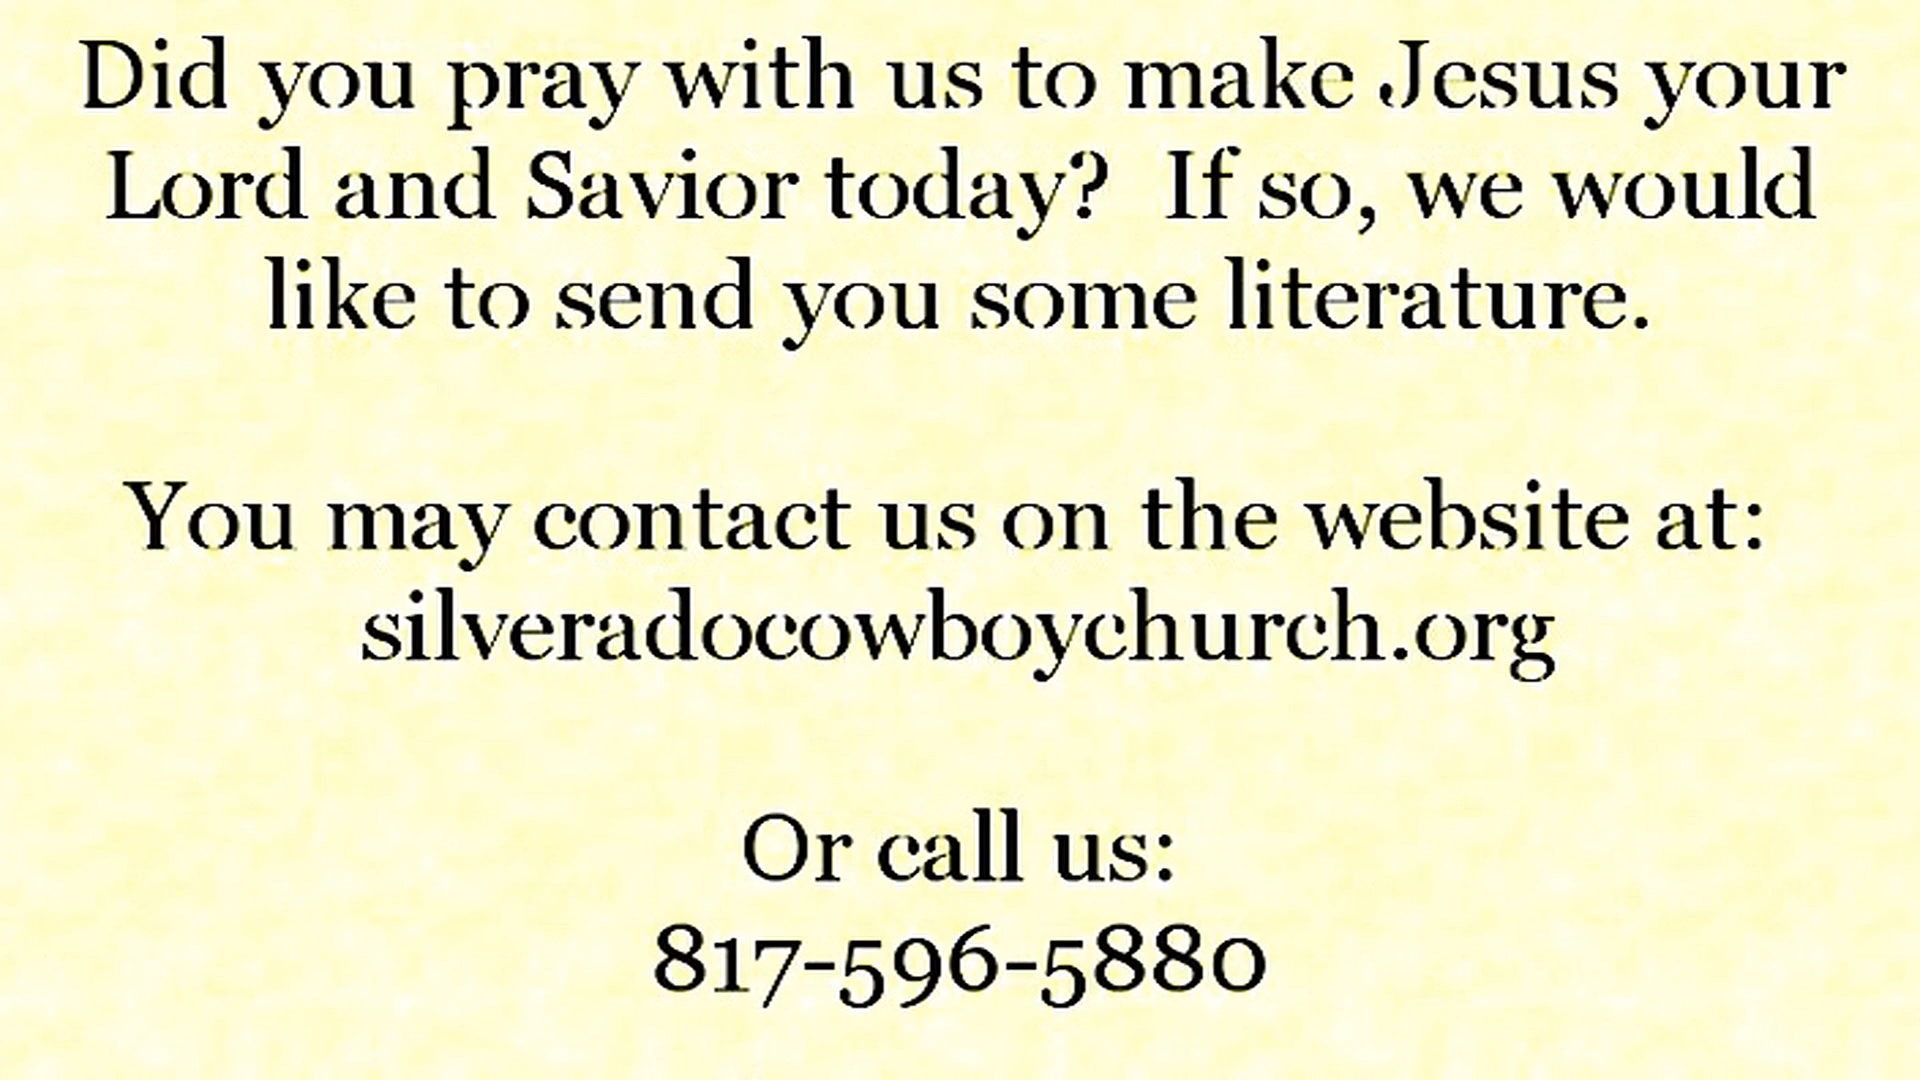 Did you pray with us to make Jesus your
Lord and Savior today?  If so, we would
like to send you some literature.
You may contact us on the website at:
silveradocowboychurch.org
Or call us:
817-596-5880